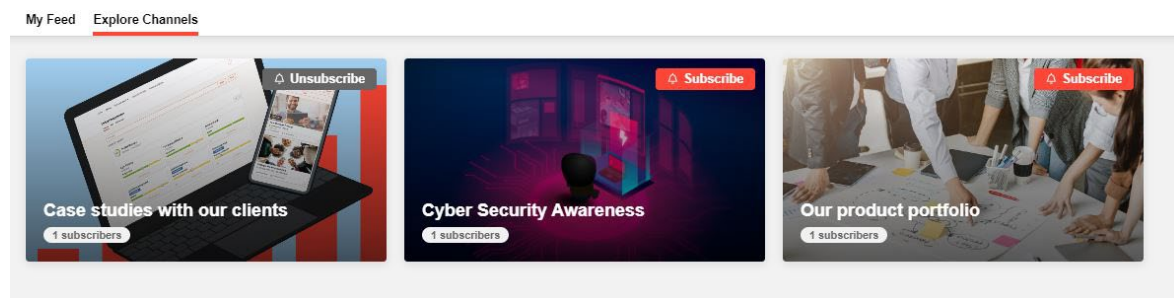 My Feed Explore Channels
Unsubscribe
Case studies with our clients
1 subscribers
Subscribe
Cyber Security Awareness
1 subscribers
Subscribe
Our product portfolio
1 subscribers